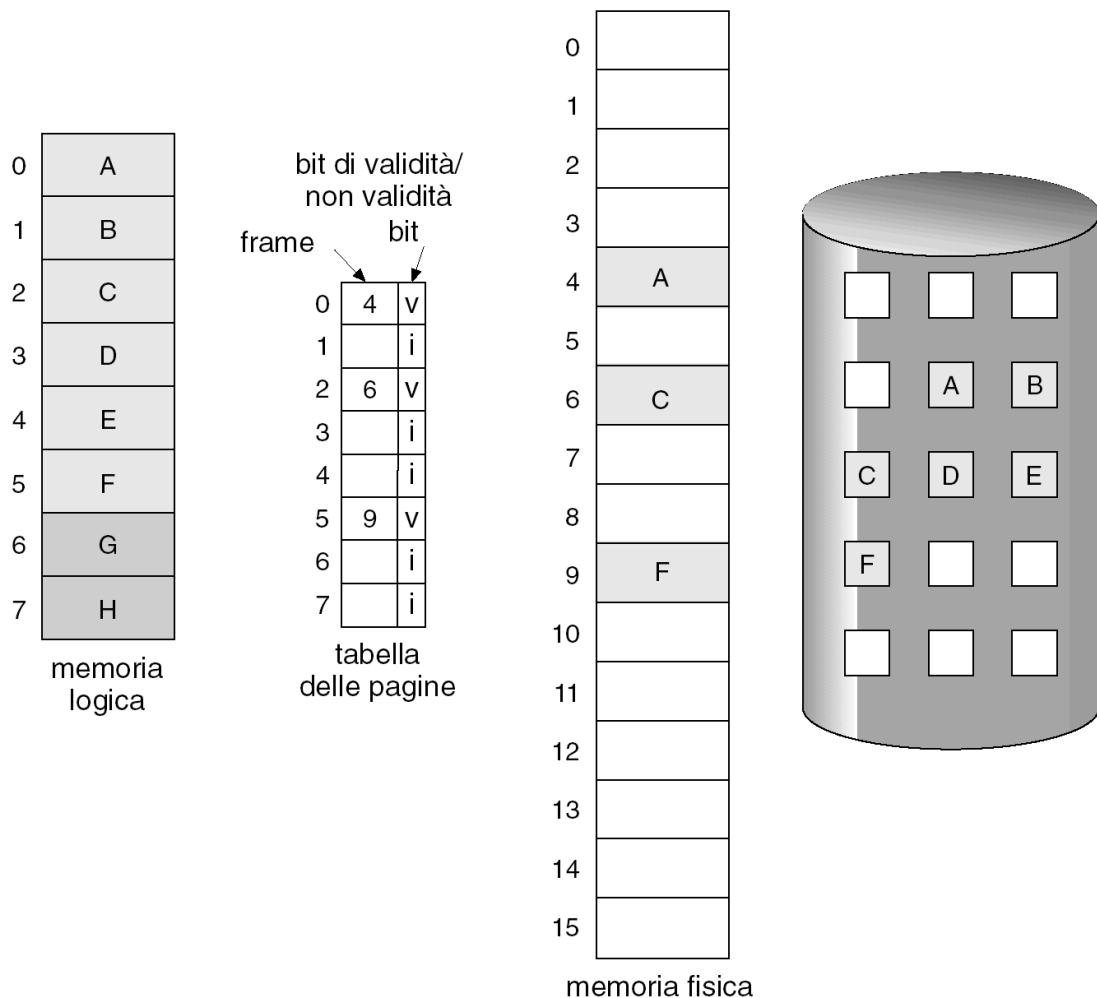 0 A
1 B
2 C
3 D
4 E
5 F
6 G
7 H
memoria
logica
bit di validità/
non validità
frame
bit
0 4 v
1 i
2 6 v
3 i
4 i
5 9 v
6 i
7 i
tabella
delle pagine
0
1
2
3
4 A
5
6 C
7
8
9 F
10
11
12
13
14
15
memoria fisica
A B
C D E
F